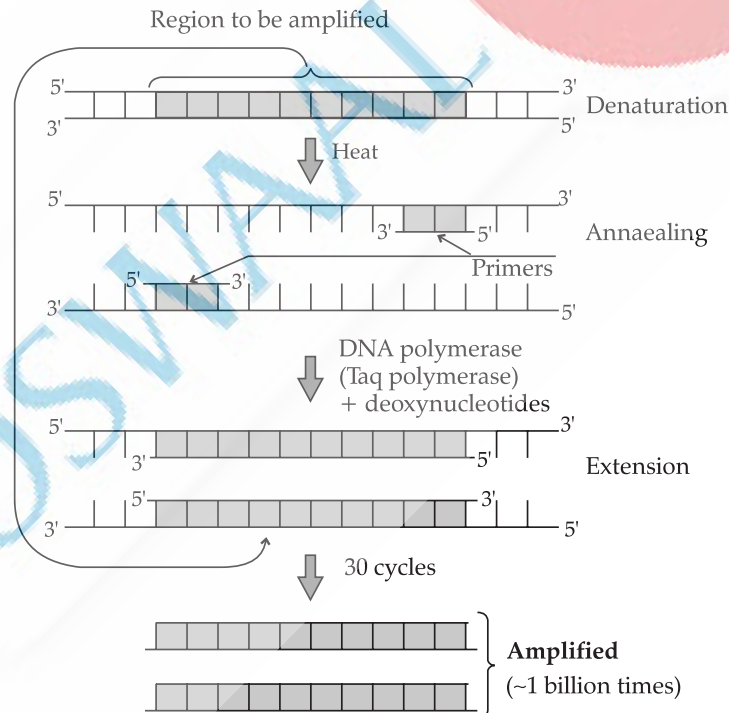 Region to be amplified
5' 3'
Denaturation
3' 5'
Heat
5' 3'
3' 5'
Annaealing
Primers
5' 3'
3' 5'
DNA polymerase
(Taq polymerase)
+ deoxynucleotides
5' 3'
3' 5'
Extension
5' 3'
3' 5'
30 cycles
Amplified
(~1 billion times)
OSWAAL